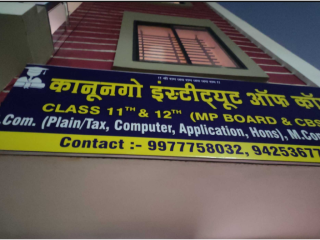 कानूनगो इंस्टीट्यूट ऑफ कॉ
CLASS 11TH & 12TH (MP BOARD & CBS
.Com. (Plain/Tax, Computer, Application, Hons), M.Com
Contact :- 9977758032, 9425367